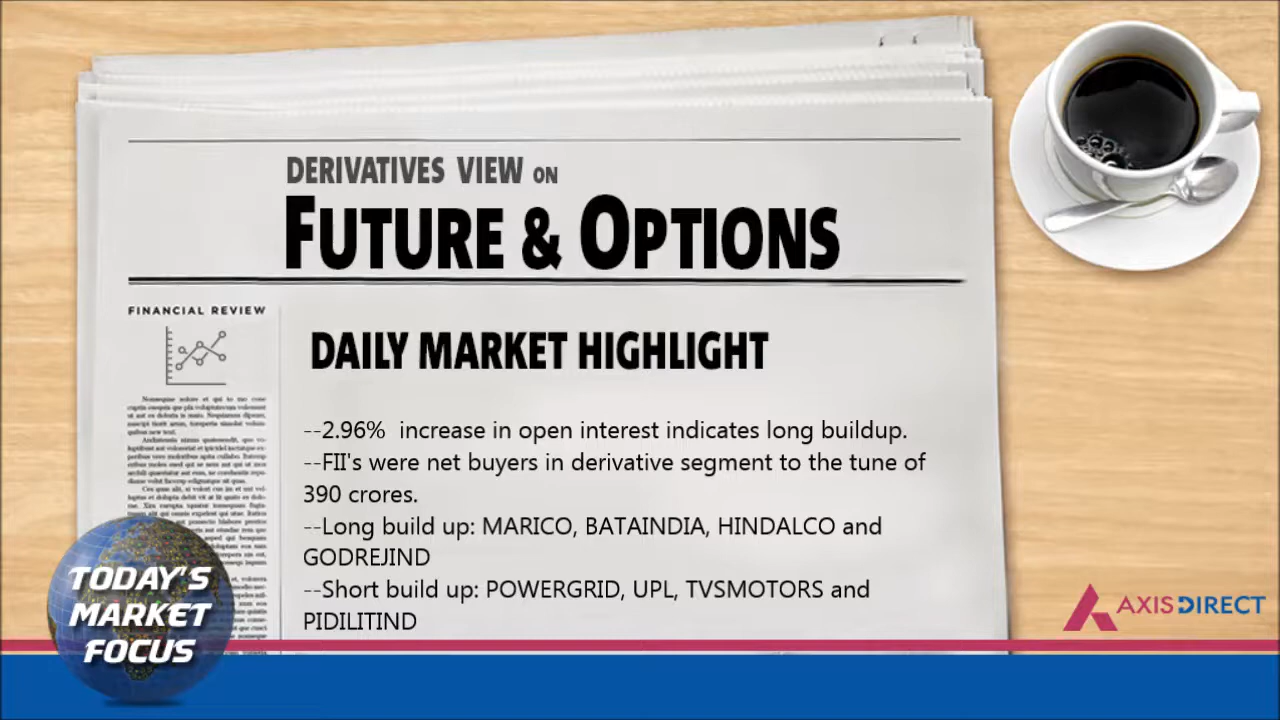 DERIVATIVES VIEW ON
FUTURE & OPTIONS
FINANCIAL REVIEW
DAILY MARKET HIGHLIGHT
--2.96%  increase in open interest indicates long buildup.
--FII's were net buyers in derivative segment to the tune of
390 crores.
--Long build up: MARICO, BATAINDIA, HINDALCO and
GODREJIND
--Short build up: POWERGRID, UPL, TVSMOTORS and
PIDILITIND
TODAY'S
MARKET
FOCUS
AXISDIRECT